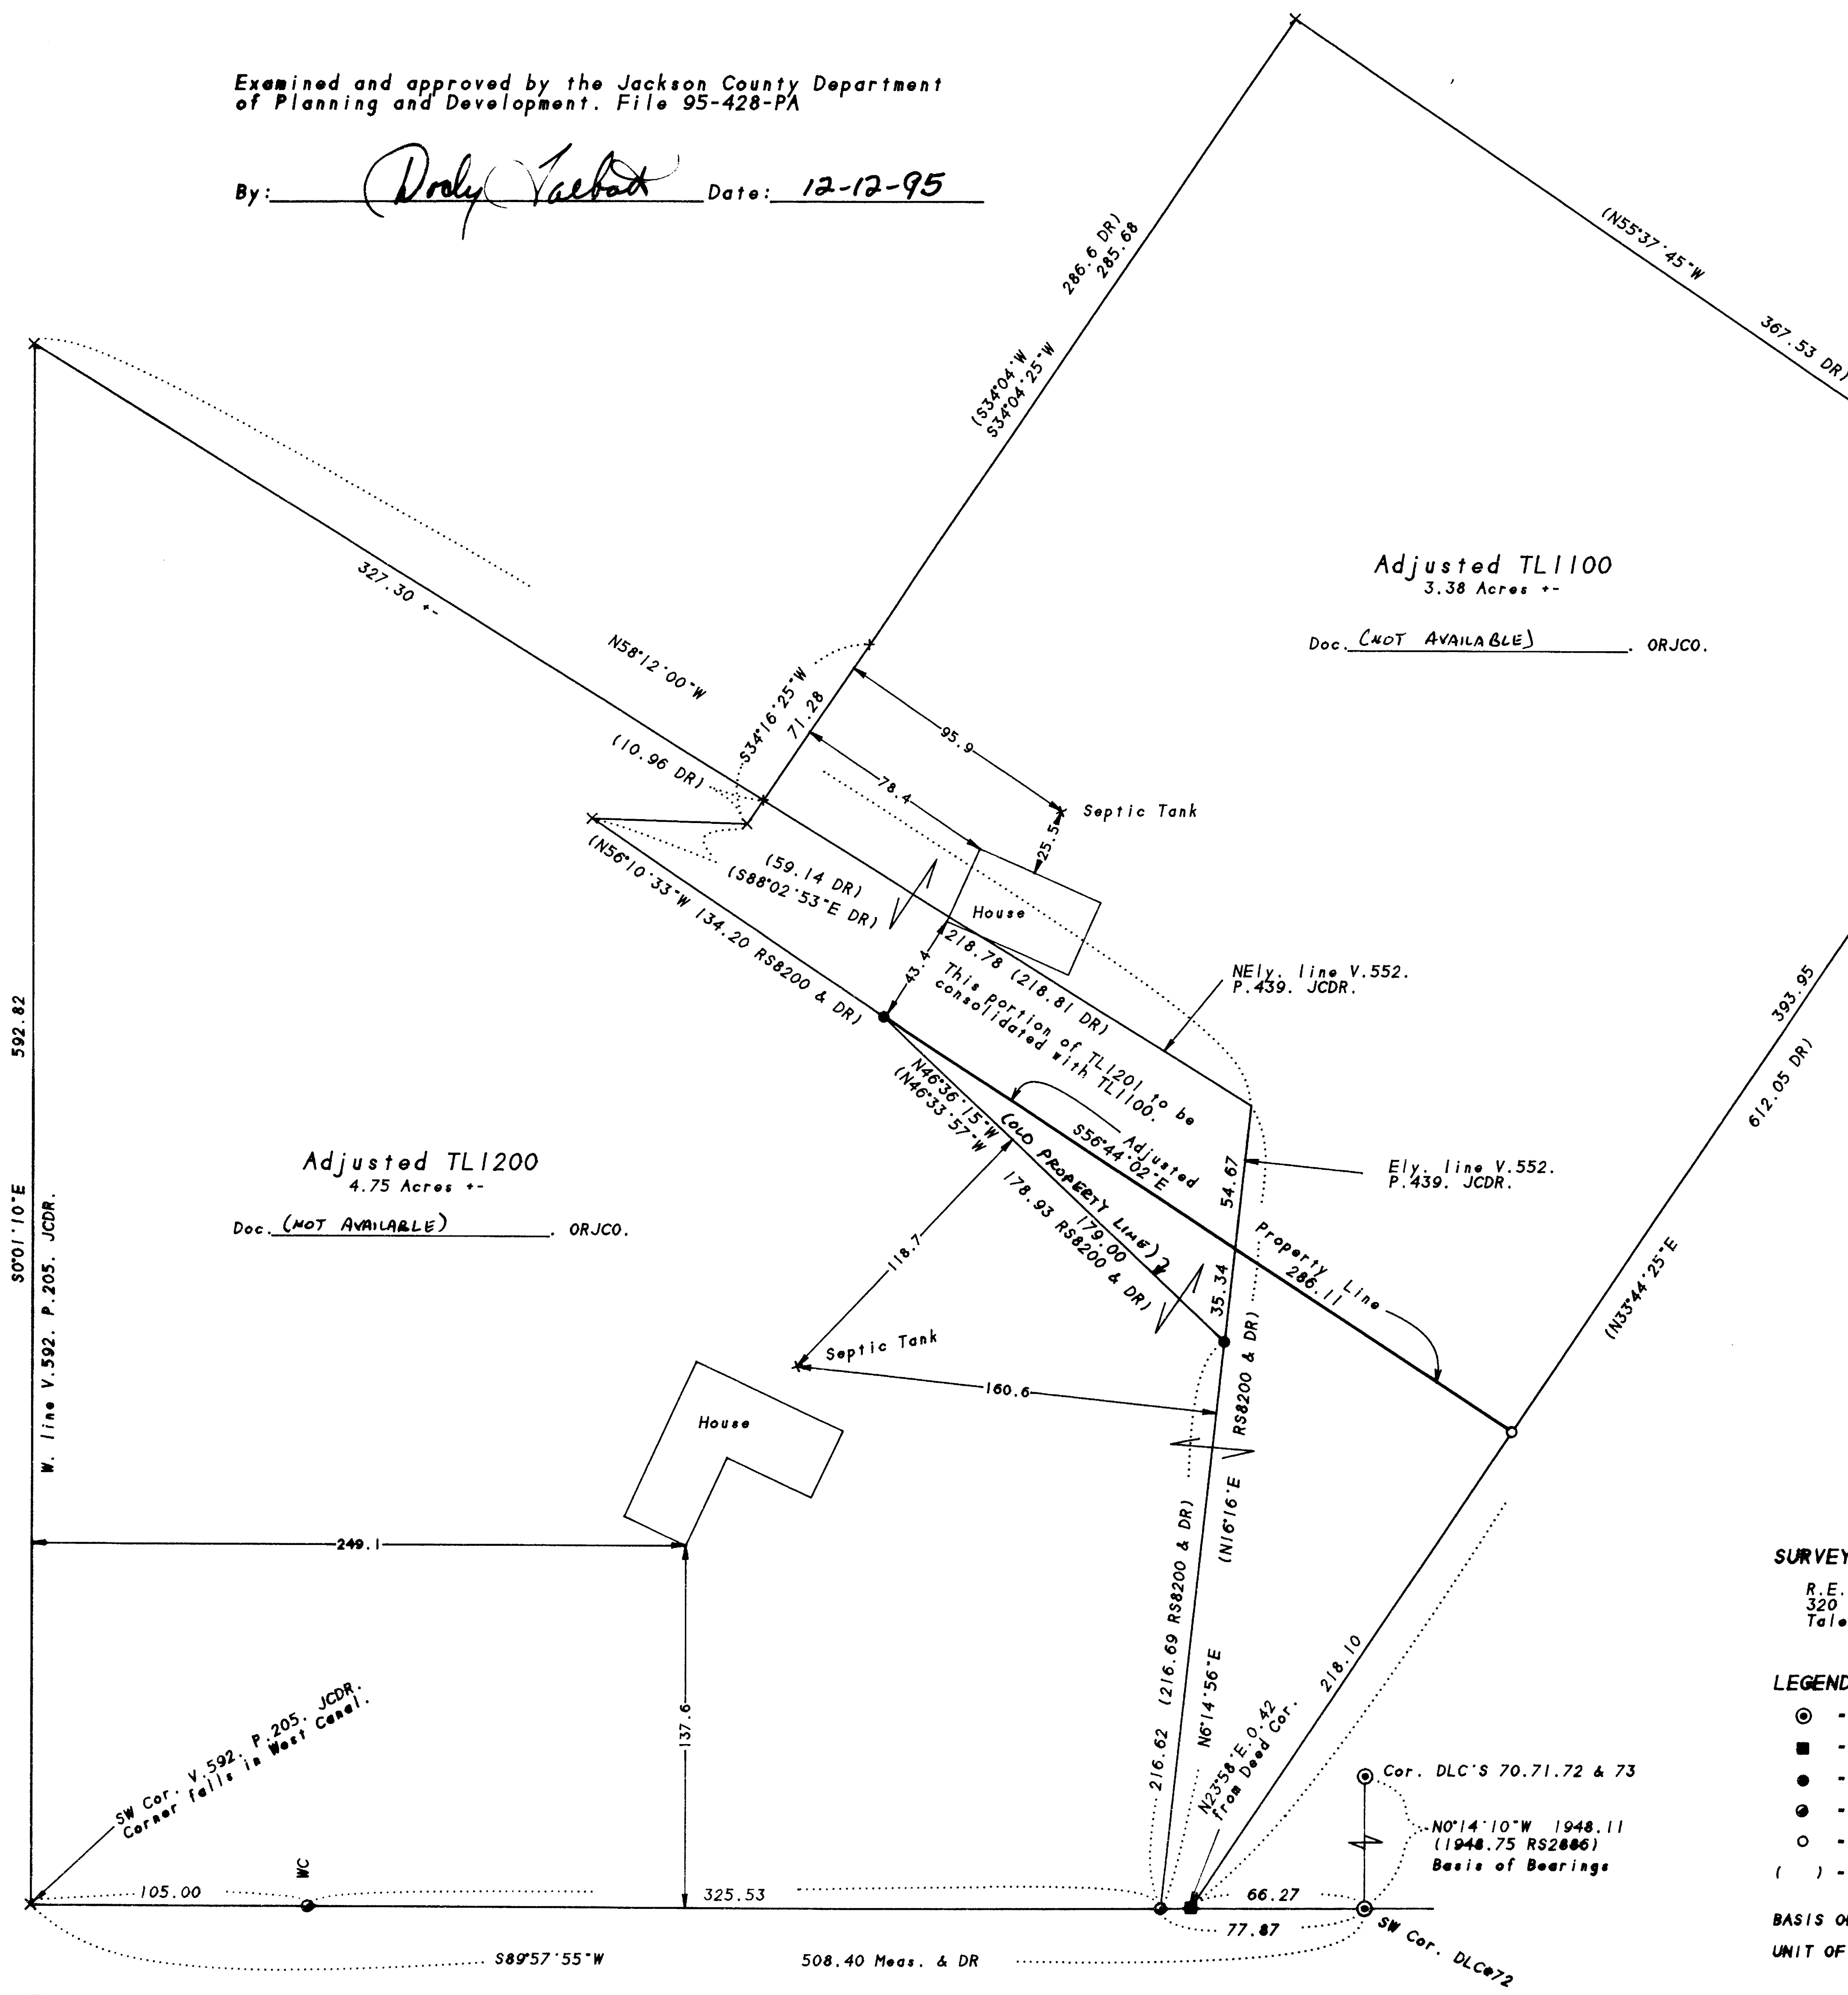 Examined and approved by the Jackson County Department
of Planning and Development. File 95-428-PA
By: Date: 12-12-95
286.6 DR)
285.68
(S34°04'W
S34°04'25"W
(N55°37'45"W
367.53 DR)
327.30 +-
N58°12'00"W
S34°16'25"W
71.28
(10.96 DR)
95.9
78.4
Septic Tank
25.5
House
Adjusted TL1100
3.38 Acres +-
Doc. (NOT AVAILABLE). ORJCO.
(59.14 DR)
(S88°02'53"E DR)
(N56°10'33"W 134.20 RS8200 & DR)
43.4
218.78 (218.81 DR)
This portion of TL1201 to be
consolidated with TL1100.
NEly. line V.552.
P.439. JCDR.
N46°36'15"W
(N46°33'57"W
(OLD PROPERTY LINE)
179.00
178.93 RS8200 & DR)
Adjusted
S56°44'02"E
Property Line
286.11
54.67
35.34
Ely. line V.552.
P.439. JCDR.
393.95
612.05 DR)
(N33°44'25"E
592.82
S0°01'10"E
W. line V.592. P.205. JCDR.
Adjusted TL1200
4.75 Acres +-
Doc. (NOT AVAILABLE). ORJCO.
118.7
Septic Tank
160.6
House
249.1
137.6
RS8200 & DR)
(N16°16'E
216.62 (216.69 RS8200 & DR)
N6°14'56"E
N23°58'E. 0.42
from Deed Cor.
218.10
SW Cor. V.592. P.205. JCDR.
Corner falls in West Canal.
WC
105.00
325.53
66.27
77.87
S89°57'55"W 508.40 Meas. & DR
SW Cor. DLC#72
Cor. DLC'S 70.71.72 & 73
N0°14'10"W 1948.11
(1948.75 RS2886)
Basis of Bearings
SURVEY
R.E.
320
Tale
LEGEND
-
-
-
-
-
( ) -
BASIS O
UNIT OF